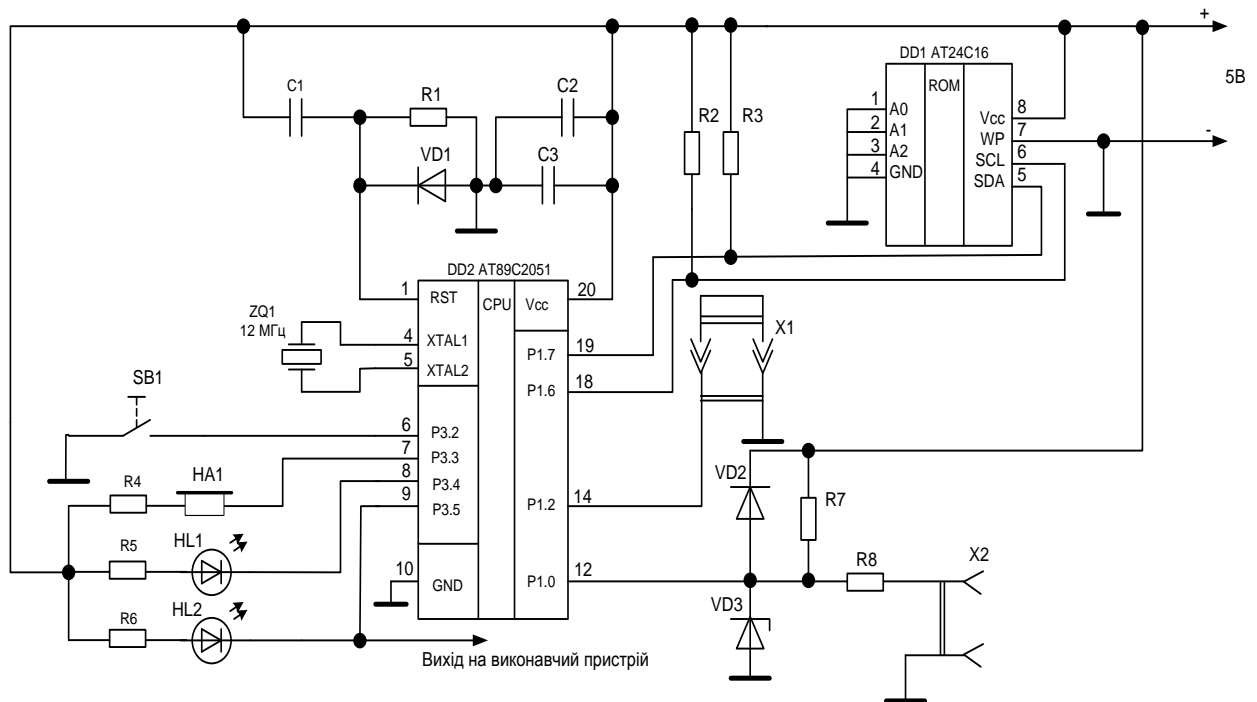 +
5В
-
DD1 AT24C16
ROM
1 A0
2 A1
3 A2
4 GND
Vcc 8
WP 7
SCL 6
SDA 5
C1
R1
C2
R2
R3
VD1
C3
DD2 AT89C2051
CPU
1 RST
4 XTAL1
5 XTAL2
6 P3.2
7 P3.3
8 P3.4
9 P3.5
10 GND
Vcc 20
P1.7 19
P1.6 18
P1.2 14
P1.0 12
ZQ1
12 МГц
SB1
X1
R4
HA1
R5
HL1
R6
HL2
VD2
R7
R8
X2
VD3
Вихід на виконавчий пристрій